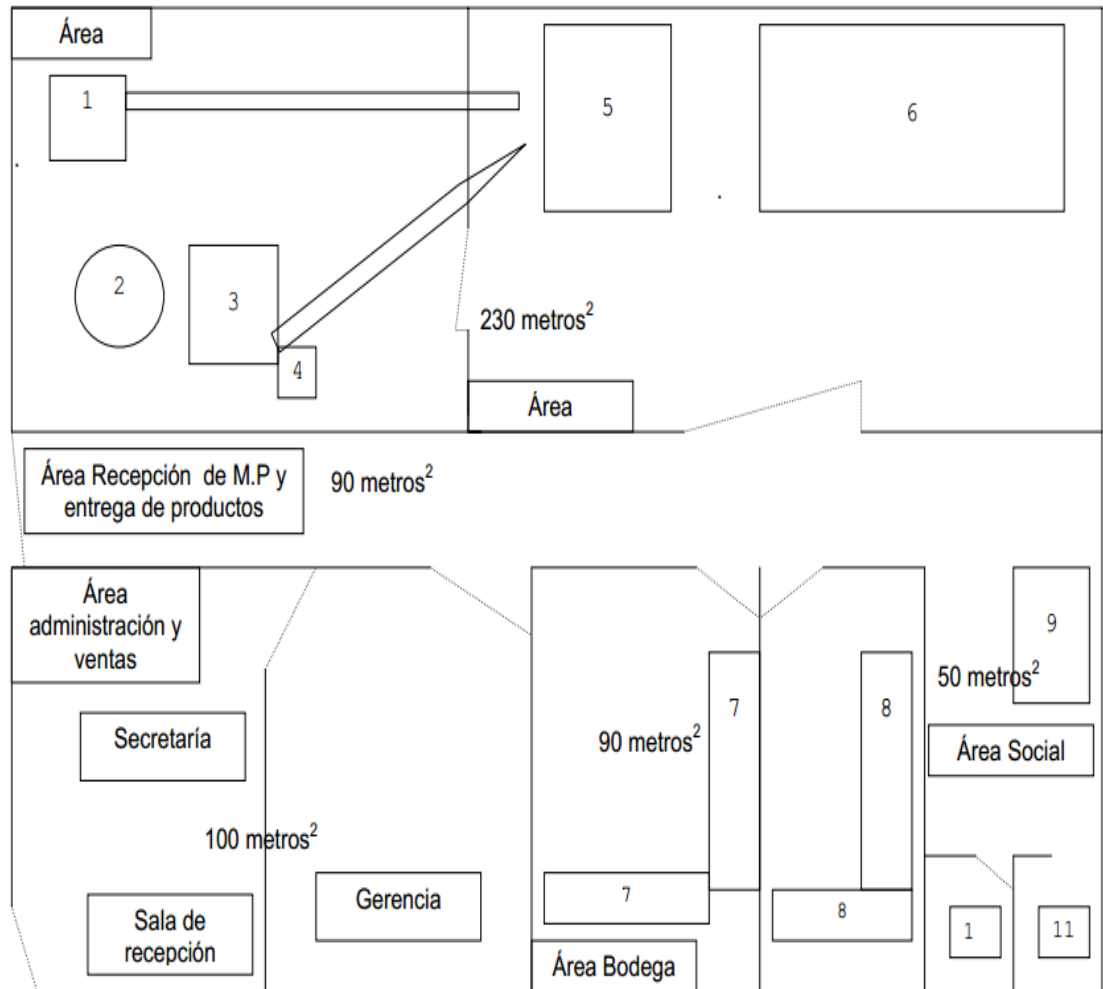 Área
1
5
6
2
3
4
230 metros²
Área
Área Recepción de M.P y
entrega de productos
90 metros²
Área
administración y
ventas
9
50 metros²
7
8
Secretaría
90 metros²
Área Social
100 metros²
Gerencia
7
8
Sala de
recepción
1
11
Área Bodega